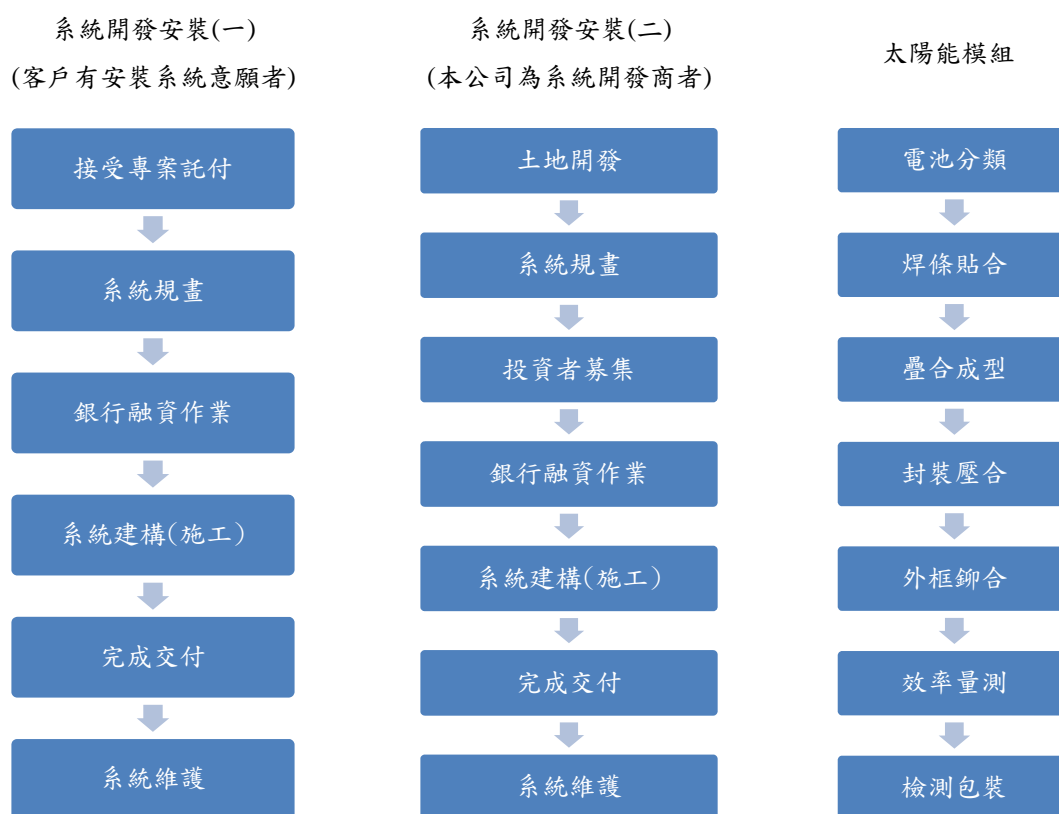 系統開發安裝(一)
(客戶有安裝系統意願者)
接受專案託付
系統規畫
銀行融資作業
系統建構(施工)
完成交付
系統維護
系統開發安裝(二)
(本公司為系統開發商者)
土地開發
系統規畫
投資者募集
銀行融資作業
系統建構(施工)
完成交付
系統維護
太陽能模組
電池分類
焊條貼合
疊合成型
封裝壓合
外框鉚合
效率量測
檢測包裝